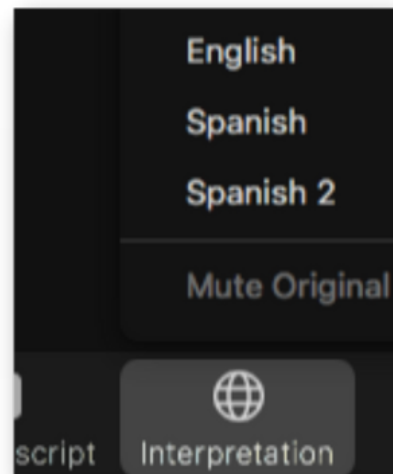 English
Spanish
Spanish 2
Mute Original
script Interpretation